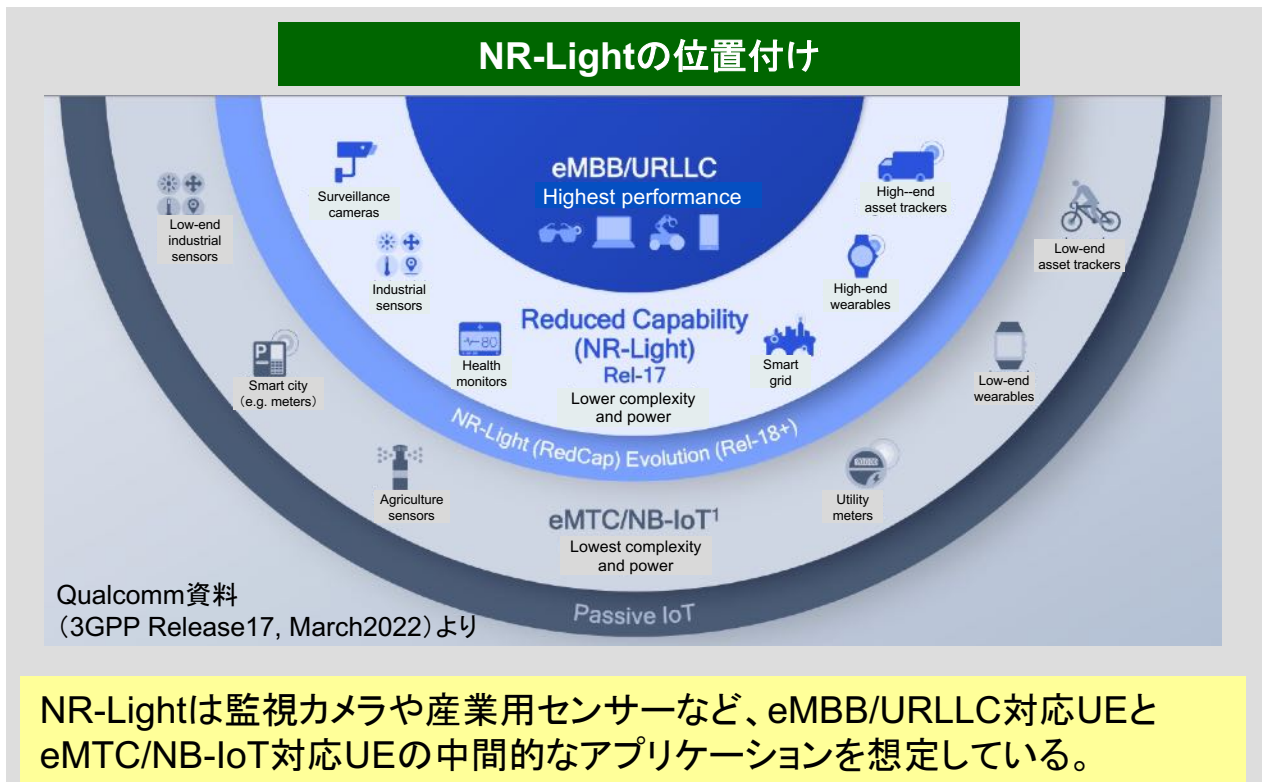 NR-Lightの位置付け
eMBB/URLLC
Highest performance
Surveillance
cameras
High--end
asset trackers
Low-end
industrial
sensors
Industrial
sensors
High-end
wearables
Low-end
asset trackers
Reduced Capability
(NR-Light)
Rel-17
Lower complexity
and power
Health
monitors
80
Smart
grid
P
Smart city
（e.g. meters）
Low-end
wearables
NR-Light (RedCap) Evolution (Rel-18+)
Agriculture
sensors
Utility
meters
eMTC/NB-IoT¹
Lowest complexity
and power
Passive IoT
Qualcomm資料
（3GPP Release17, March2022）より
NR-Lightは監視カメラや産業用センサーなど、eMBB/URLLC対応UEと
eMTC/NB-IoT対応UEの中間的なアプリケーションを想定している。